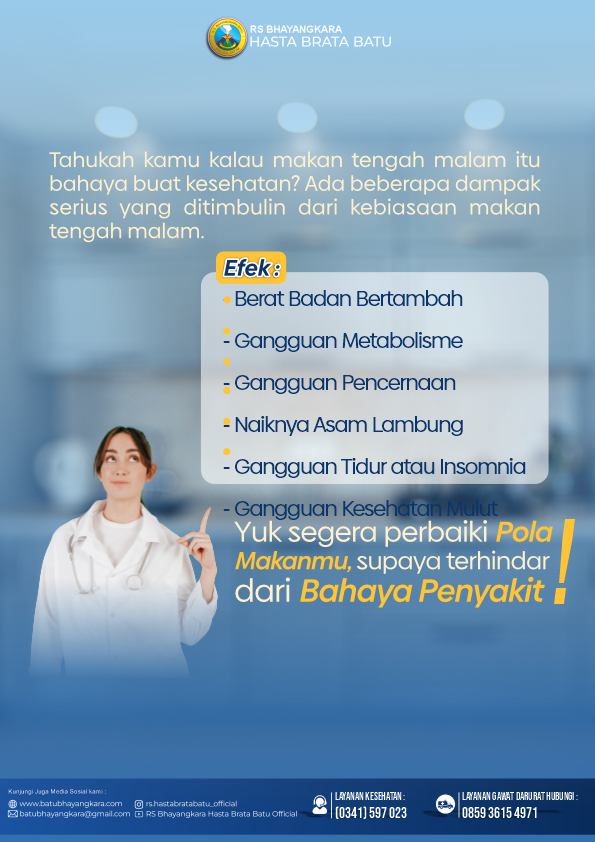 RS BHAYANGKARA
HASTA BRATA BATU
Tahukah kamu kalau makan tengah malam itu
bahaya buat kesehatan? Ada beberapa dampak
serius yang ditimbulin dari kebiasaan makan
tengah malam.
Efek :
Berat Badan Bertambah
- Gangguan Metabolisme
- Gangguan Pencernaan
- Naiknya Asam Lambung
- Gangguan Tidur atau Insomnia
- Gangguan Kesehatan Mulut
Yuk segera perbaiki Pola
Makanmu, supaya terhindar
dari Bahaya Penyakit !
Kunjungi Juga Media Sosial kami :
www.batubhayangkara.com
batubhayangkara@gmail.com
rs.hastabratabatu_official
RS Bhayangkara Hasta Brata Batu Official
LAYANAN KESEHATAN :
(0341) 597 023
LAYANAN GAWAT DARURAT HUBUNGI :
0859 3615 4971